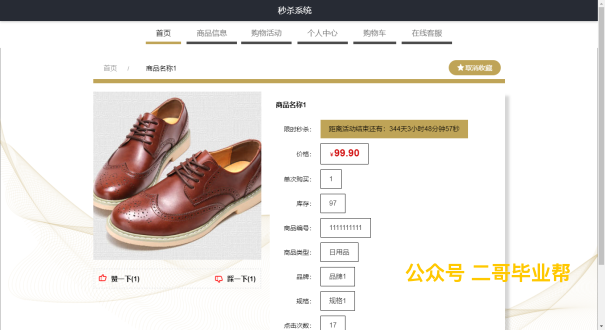 秒杀系统
首页 商品信息 购物活动 个人中心 购物车 在线客服
首页 / 商品名称1 ★取消收藏
商品名称1
限时秒杀: 距离活动结束还有：344天3小时48分钟57秒
价格: ¥99.90
单次购买: 1
库存: 97
商品编号: 1111111111
商品类型: 日用品
品牌: 品牌1
规格: 规格1
点击次数: 17
赞一下(1) 踩一下(1)
公众号 二哥毕业帮